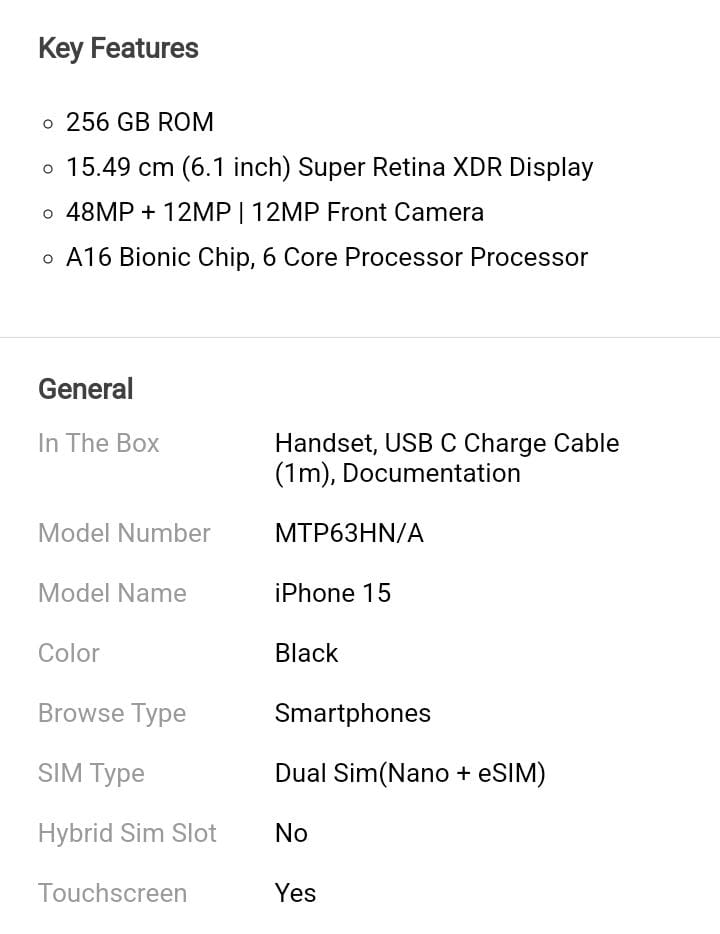 Key Features
256 GB ROM
15.49 cm (6.1 inch) Super Retina XDR Display
48MP + 12MP | 12MP Front Camera
A16 Bionic Chip, 6 Core Processor Processor
General
In The Box Handset, USB C Charge Cable
(1m), Documentation
Model Number MTP63HN/A
Model Name iPhone 15
Color Black
Browse Type Smartphones
SIM Type Dual Sim(Nano + eSIM)
Hybrid Sim Slot No
Touchscreen Yes